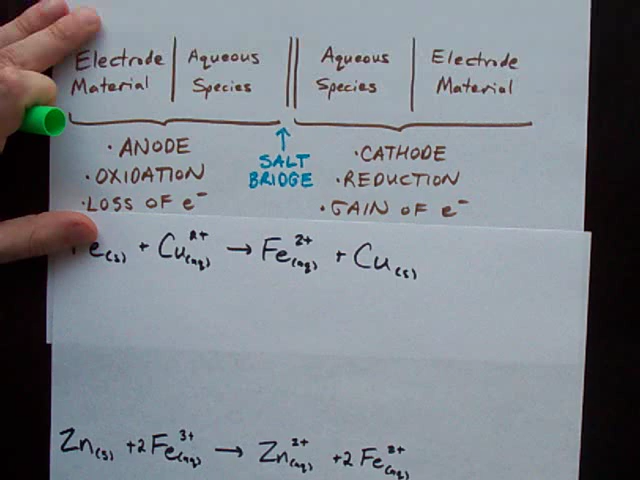 Electrode | Aqueous || Aqueous | Electrode
Material | Species || Species | Material
• ANODE
• OXIDATION
• LOSS OF e⁻
↑
SALT
BRIDGE
• CATHODE
• REDUCTION
• GAIN OF e⁻
Fe(s) + Cu²⁺(aq) → Fe²⁺(aq) + Cu(s)
Zn(s) + 2Fe³⁺(aq) → Zn²⁺(aq) + 2Fe²⁺(aq)